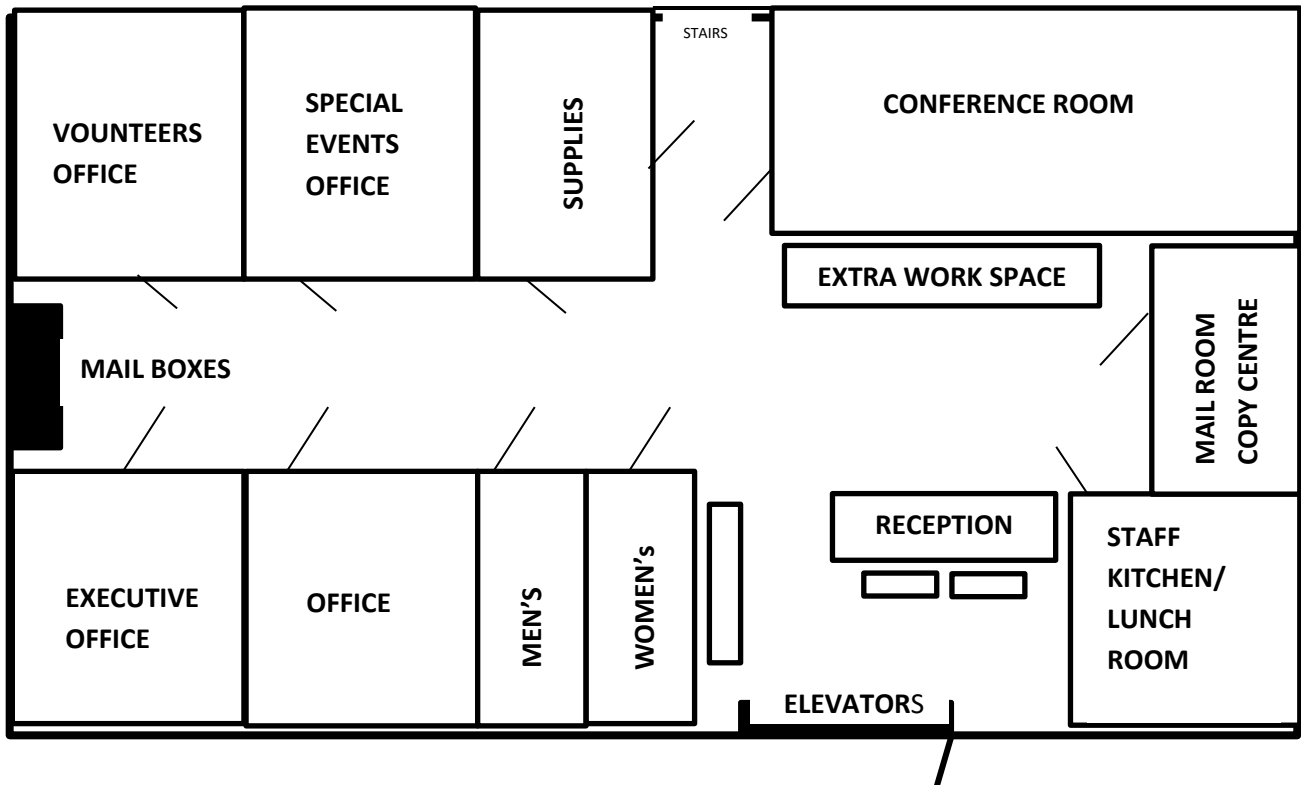 STAIRS
VOUNTEERS
OFFICE
SPECIAL
EVENTS
OFFICE
SUPPLIES
CONFERENCE ROOM
EXTRA WORK SPACE
MAIL BOXES
MAIL ROOM
COPY CENTRE
EXECUTIVE
OFFICE
OFFICE
MEN’S
WOMEN’s
RECEPTION
STAFF
KITCHEN/
LUNCH
ROOM
ELEVATORS